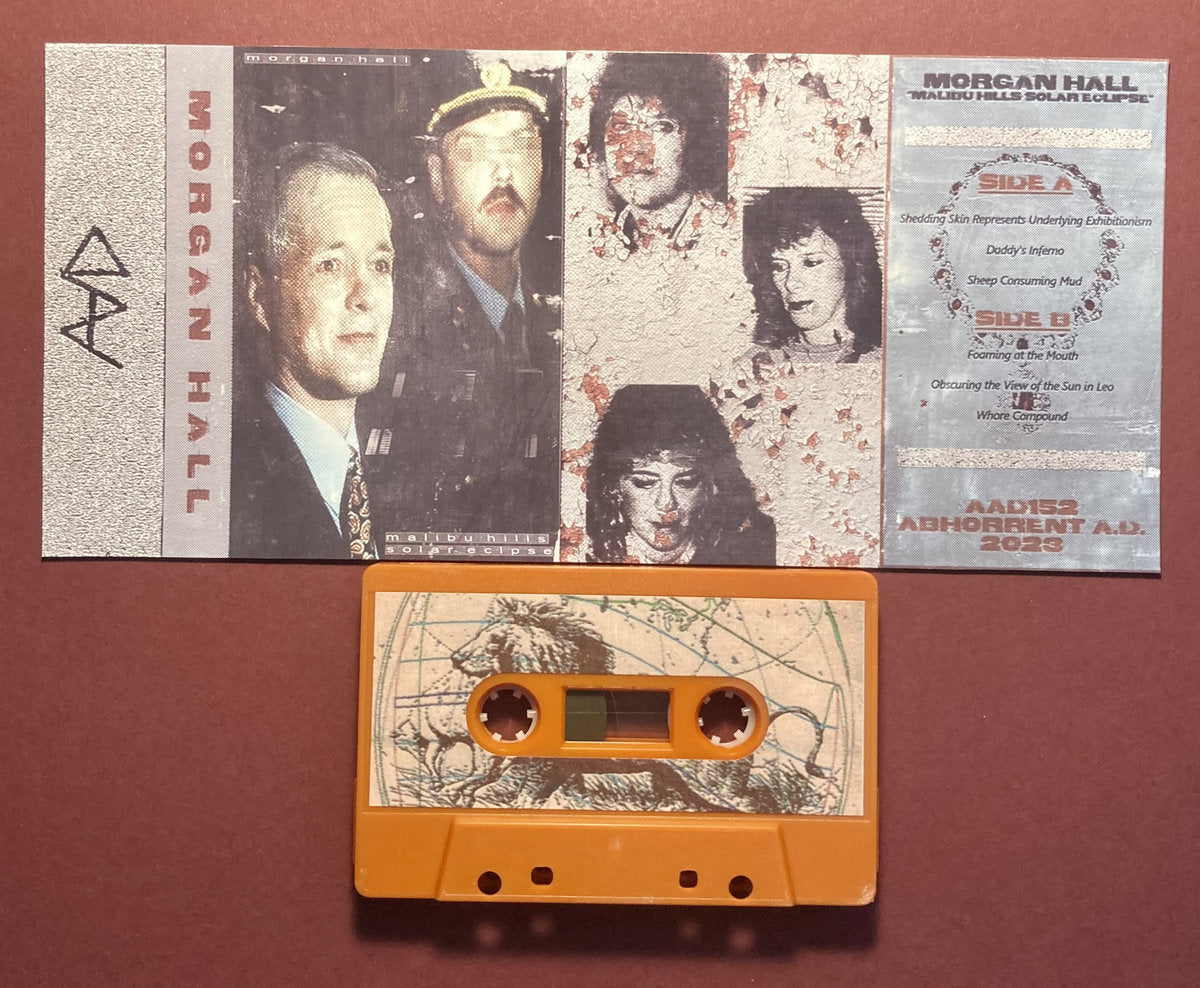 AAD
MORGAN HALL
morgan hall
malibu hills
solar eclipse
MORGAN HALL
"MALIBU HILLS SOLAR ECLIPSE"
SIDE A
Shedding Skin Represents Underlying Exhibitionism
Daddy's Inferno
Sheep Consuming Mud
SIDE B
Foaming at the Mouth
Obscuring the View of the Sun in Leo
Whore Compound
AAD152
ABHORRENT A.D.
2023